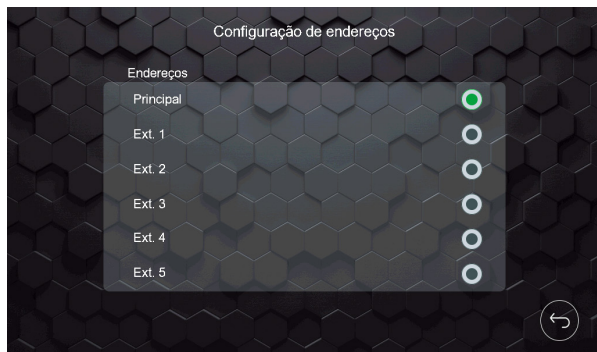 Configuração de endereços
Endereços
Principal
Ext. 1
Ext. 2
Ext. 3
Ext. 4
Ext. 5